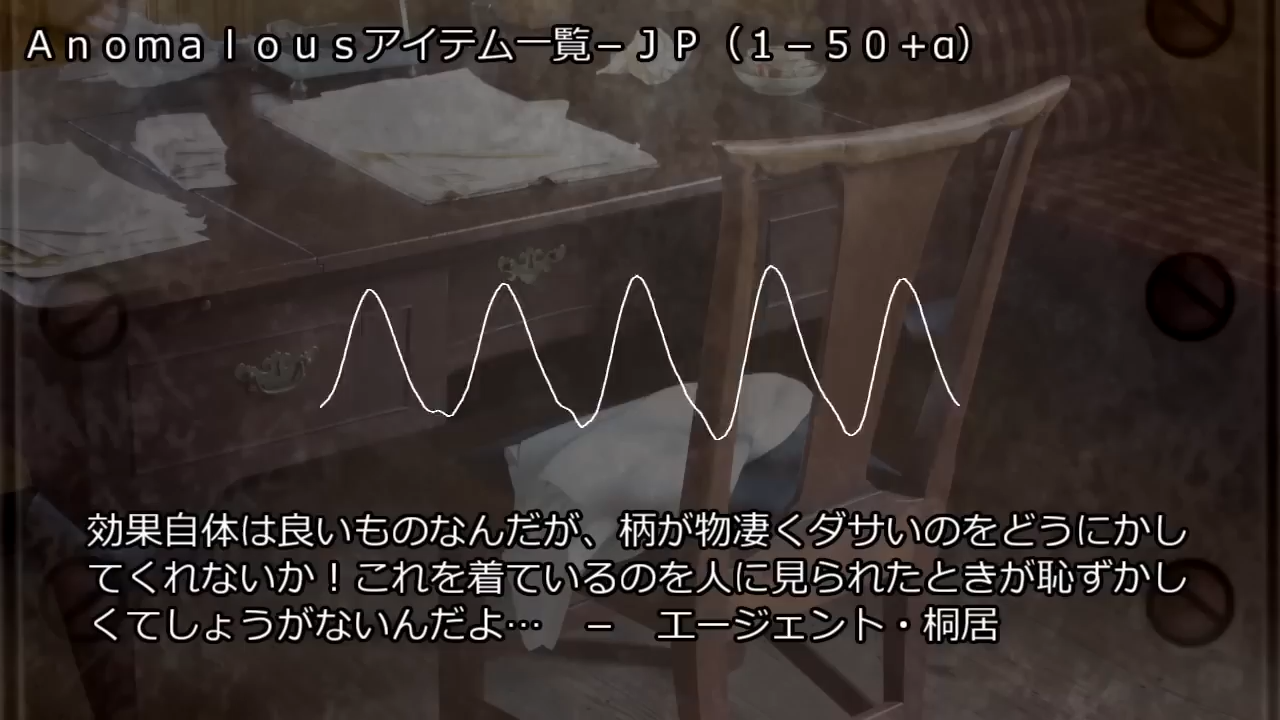 Ａｎｏｍａｌｏｕｓアイテム一覧－ＪＰ（１－５０＋α）
効果自体は良いものなんだが、柄が物凄くダサいのをどうにかし
てくれないか！これを着ているのを人に見られたときが恥ずかし
くてしょうがないんだよ…　－　エージェント・桐居